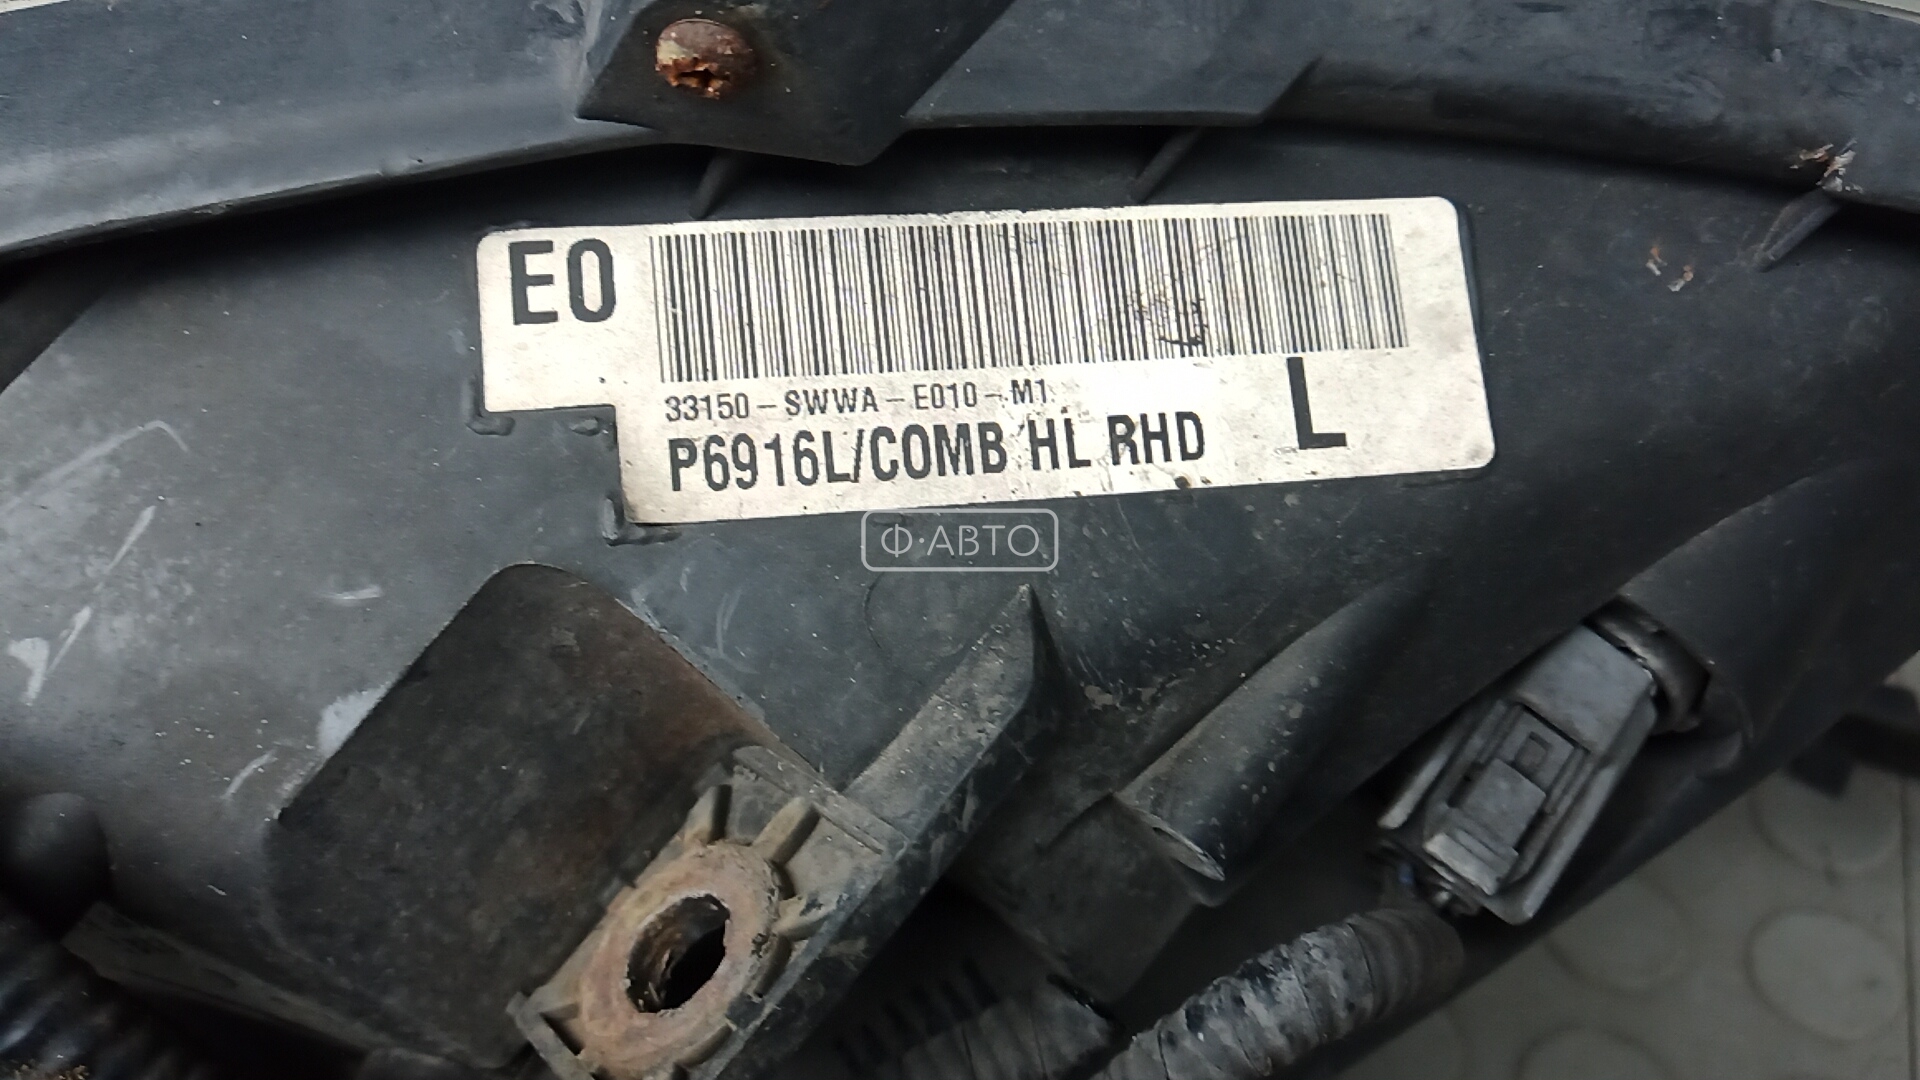 E0
33150-SWWA-E010-M1
P6916L/COMB HL RHD
L
Ф·АВТО